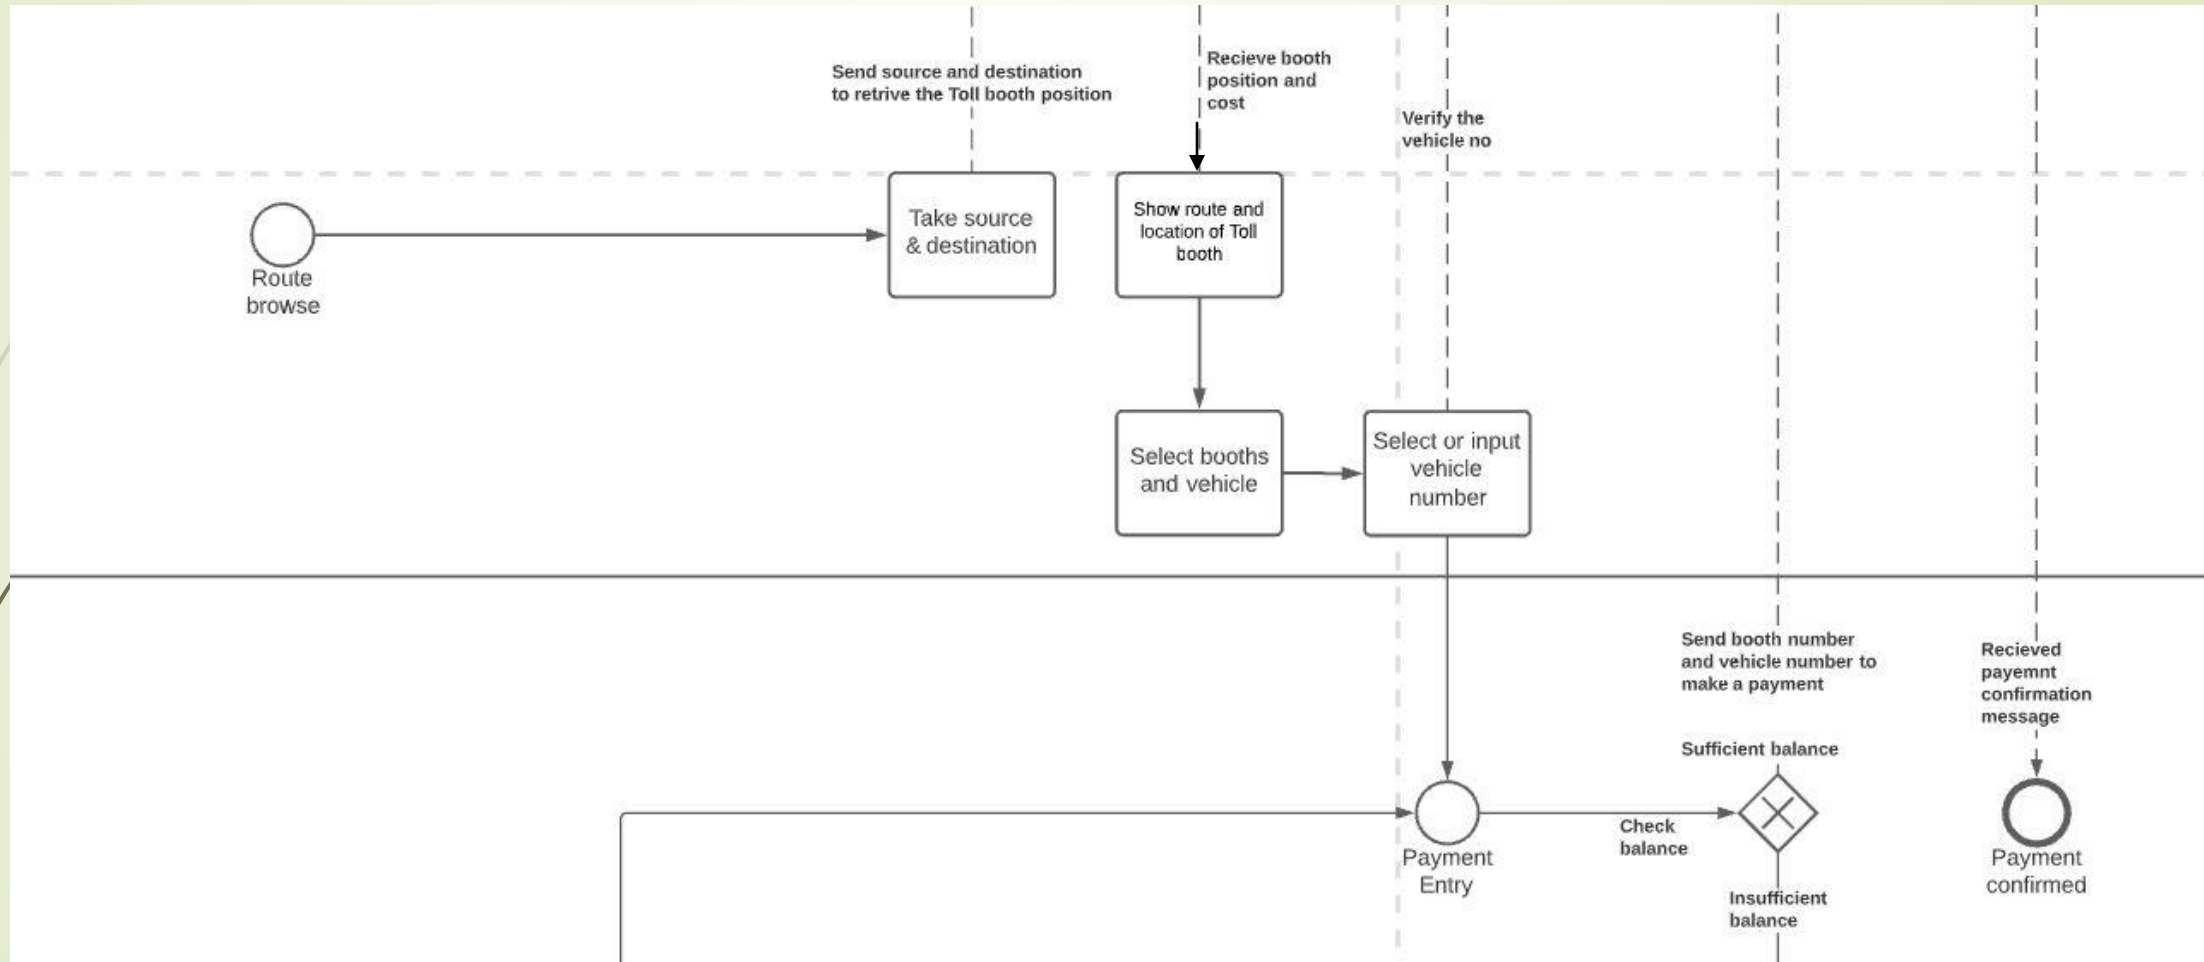 Send source and destination
to retrive the Toll booth position
Recieve booth
position and
cost
Verify the
vehicle no
Route
browse
Take source
& destination
Show route and
location of Toll
booth
Select booths
and vehicle
Select or input
vehicle
number
Send booth number
and vehicle number to
make a payment
Recieved
payemnt
confirmation
message
Sufficient balance
Check
balance
Payment
Entry
Payment
confirmed
Insufficient
balance